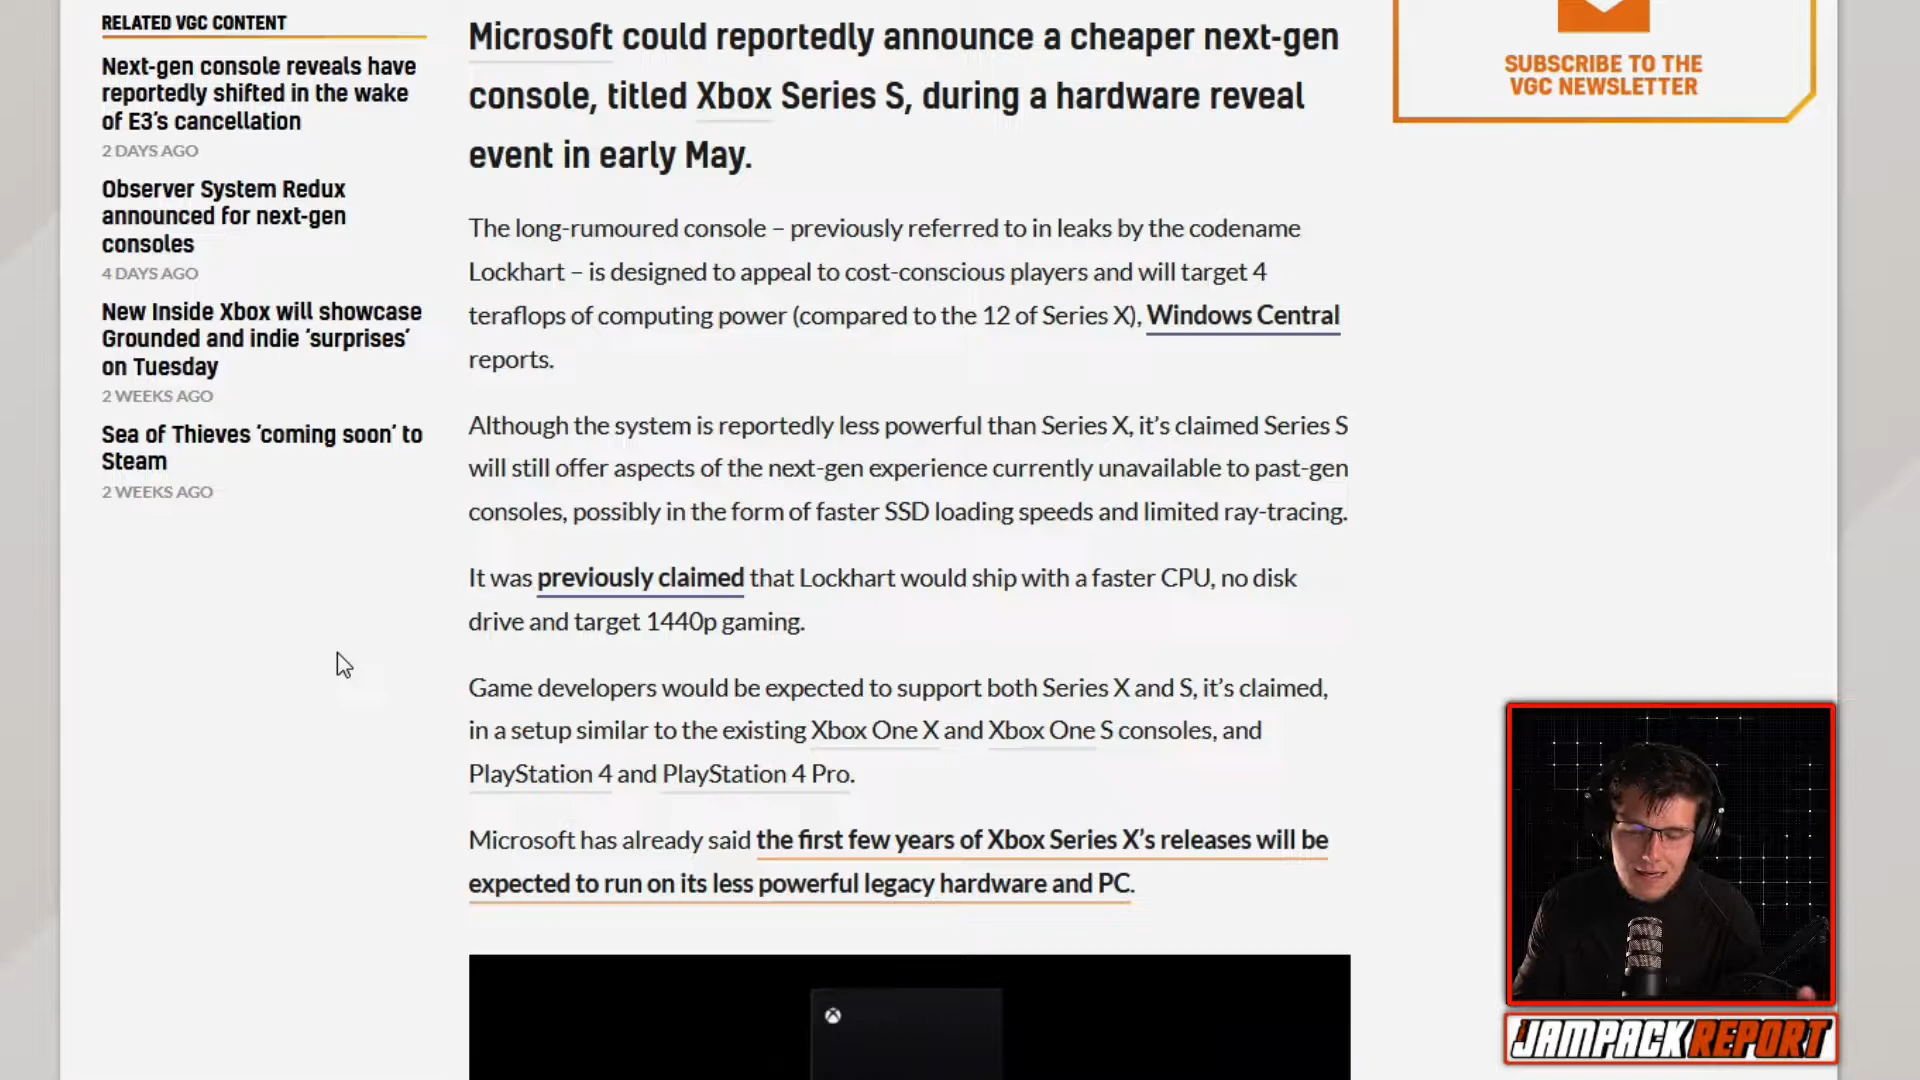 RELATED VGC CONTENT
Next-gen console reveals have
reportedly shifted in the wake
of E3's cancellation
2 DAYS AGO
Observer System Redux
announced for next-gen
consoles
4 DAYS AGO
New Inside Xbox will showcase
Grounded and indie ‘surprises’
on Tuesday
2 WEEKS AGO
Sea of Thieves ‘coming soon’ to
Steam
2 WEEKS AGO
Microsoft could reportedly announce a cheaper next-gen
console, titled Xbox Series S, during a hardware reveal
event in early May.
The long-rumoured console – previously referred to in leaks by the codename
Lockhart – is designed to appeal to cost-conscious players and will target 4
teraflops of computing power (compared to the 12 of Series X), Windows Central
reports.
Although the system is reportedly less powerful than Series X, it’s claimed Series S
will still offer aspects of the next-gen experience currently unavailable to past-gen
consoles, possibly in the form of faster SSD loading speeds and limited ray-tracing.
It was previously claimed that Lockhart would ship with a faster CPU, no disk
drive and target 1440p gaming.
Game developers would be expected to support both Series X and S, it’s claimed,
in a setup similar to the existing Xbox One X and Xbox One S consoles, and
PlayStation 4 and PlayStation 4 Pro.
Microsoft has already said the first few years of Xbox Series X’s releases will be
expected to run on its less powerful legacy hardware and PC.
SUBSCRIBE TO THE
VGC NEWSLETTER
THE JAMPACK REPORT